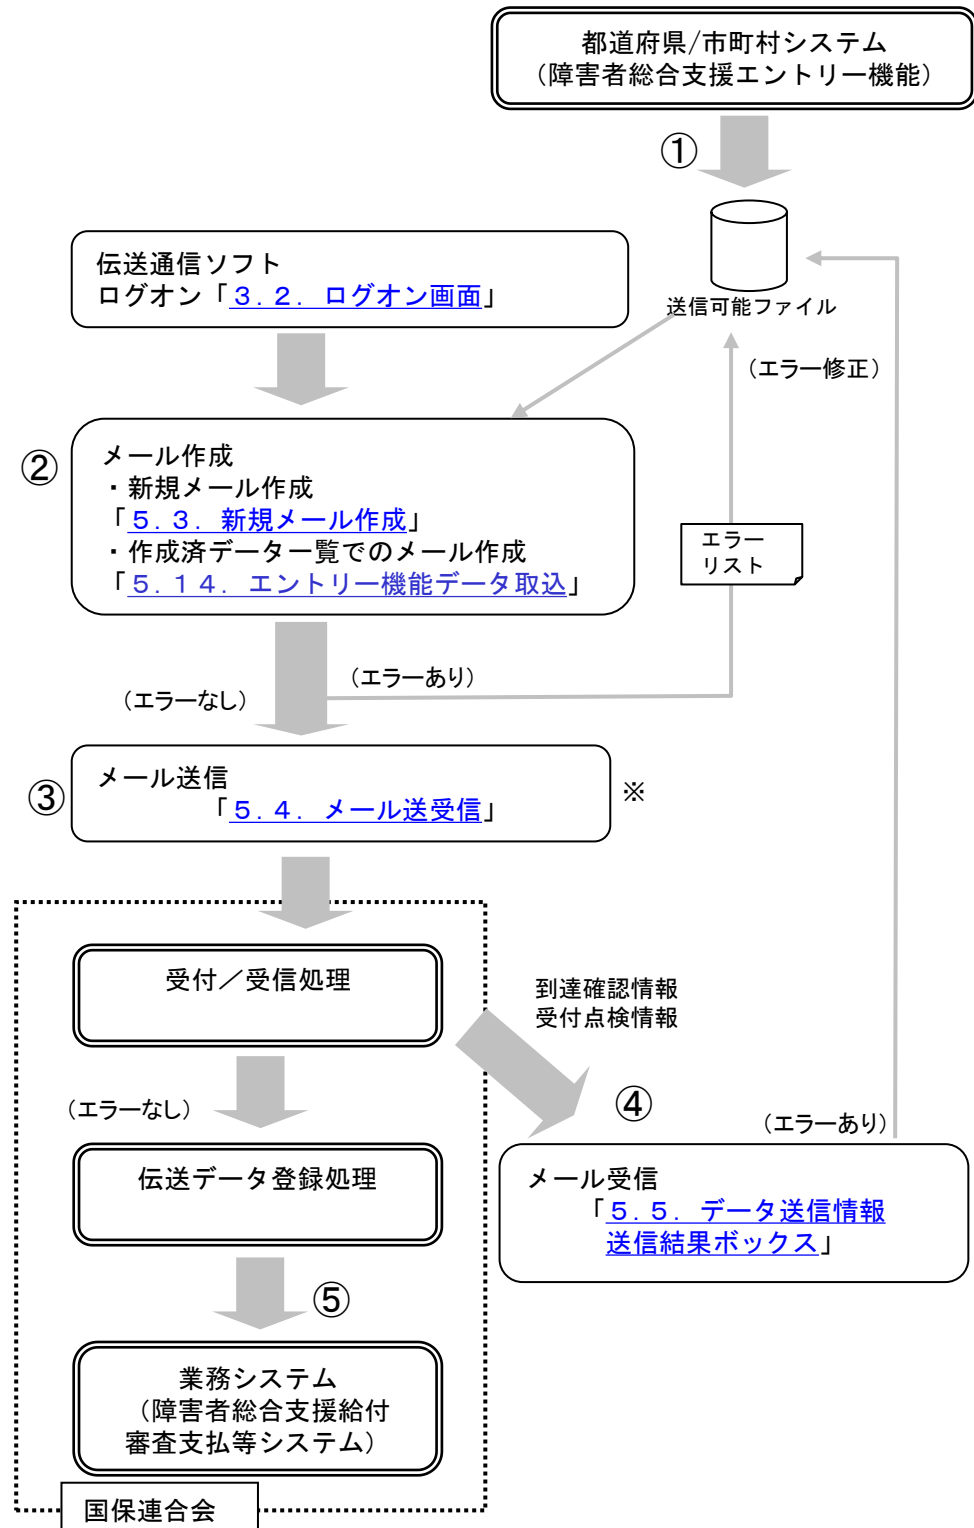 都道府県/市町村システム
（障害者総合支援エントリー機能）
①
伝送通信ソフト
ログオン「３.２．ログオン画面」
送信可能ファイル
（エラー修正）
②
メール作成
・新規メール作成
「５.３．新規メール作成」
・作成済データ一覧でのメール作成
「５.１４．エントリー機能データ取込」
エラー
リスト
（エラーなし）
（エラーあり）
③
メール送信
「５.４．メール送受信」
※
受付／受信処理
到達確認情報
受付点検情報
④
（エラーなし）
（エラーあり）
伝送データ登録処理
メール受信
「５.５．データ送信情報
送信結果ボックス」
⑤
業務システム
（障害者総合支援給付
審査支払等システム）
国保連合会